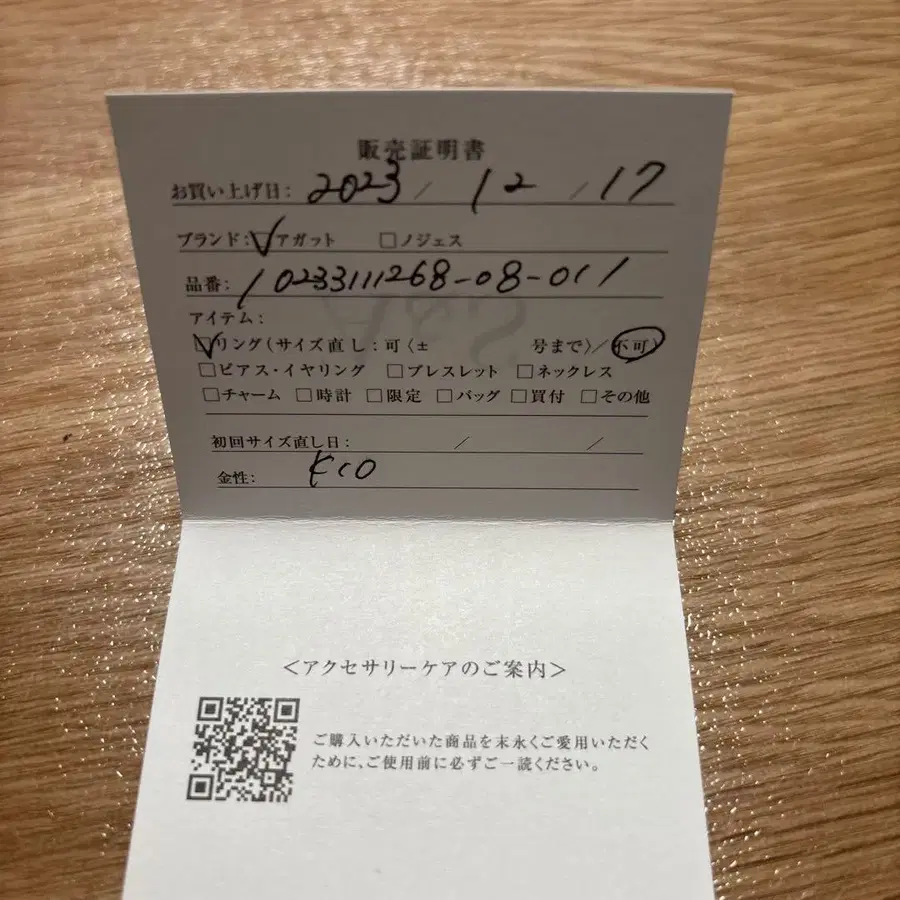 販売証明書
お買い上げ日: 2023 / 12 / 17
ブランド: ☑アガット □ノジェス
品番: 10233111268-08-011
アイテム:
☑リング(サイズ直し:可〈± 号まで〉/不可)
□ピアス・イヤリング □ブレスレット □ネックレス
□チャーム □時計 □限定 □バッグ □買付 □その他
初回サイズ直し日: / /
金性: K10
<アクセサリーケアのご案内>
ご購入いただいた商品を末永くご愛用いただく
ために、ご使用前に必ずご一読ください。